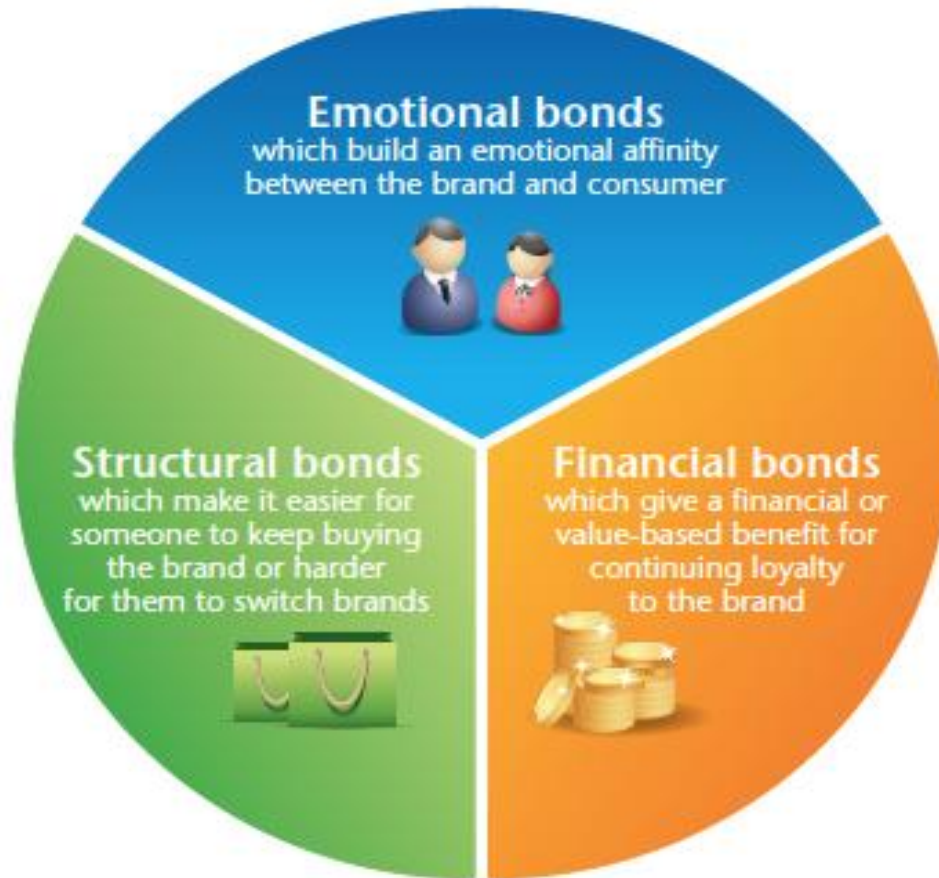 Emotional bonds
which build an emotional affinity
between the brand and consumer
Structural bonds
which make it easier for
someone to keep buying
the brand or harder
for them to switch brands
Financial bonds
which give a financial or
value-based benefit for
continuing loyalty
to the brand